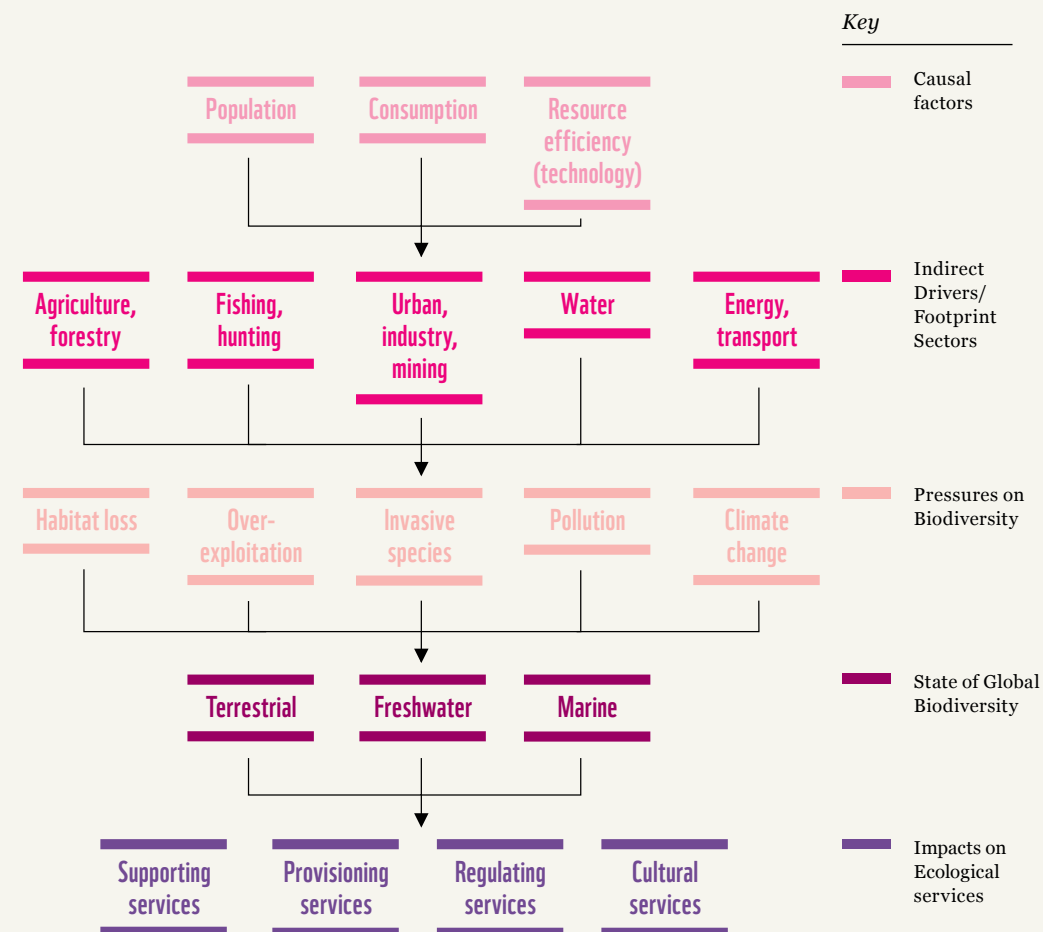 Key
Causal
factors
Population
Consumption
Resource
efficiency
(technology)
Indirect
Drivers/
Footprint
Sectors
Agriculture,
forestry
Fishing,
hunting
Urban,
industry,
mining
Water
Energy,
transport
Pressures on
Biodiversity
Habitat loss
Over-
exploitation
Invasive
species
Pollution
Climate
change
State of Global
Biodiversity
Terrestrial
Freshwater
Marine
Impacts on
Ecological
services
Supporting
services
Provisioning
services
Regulating
services
Cultural
services